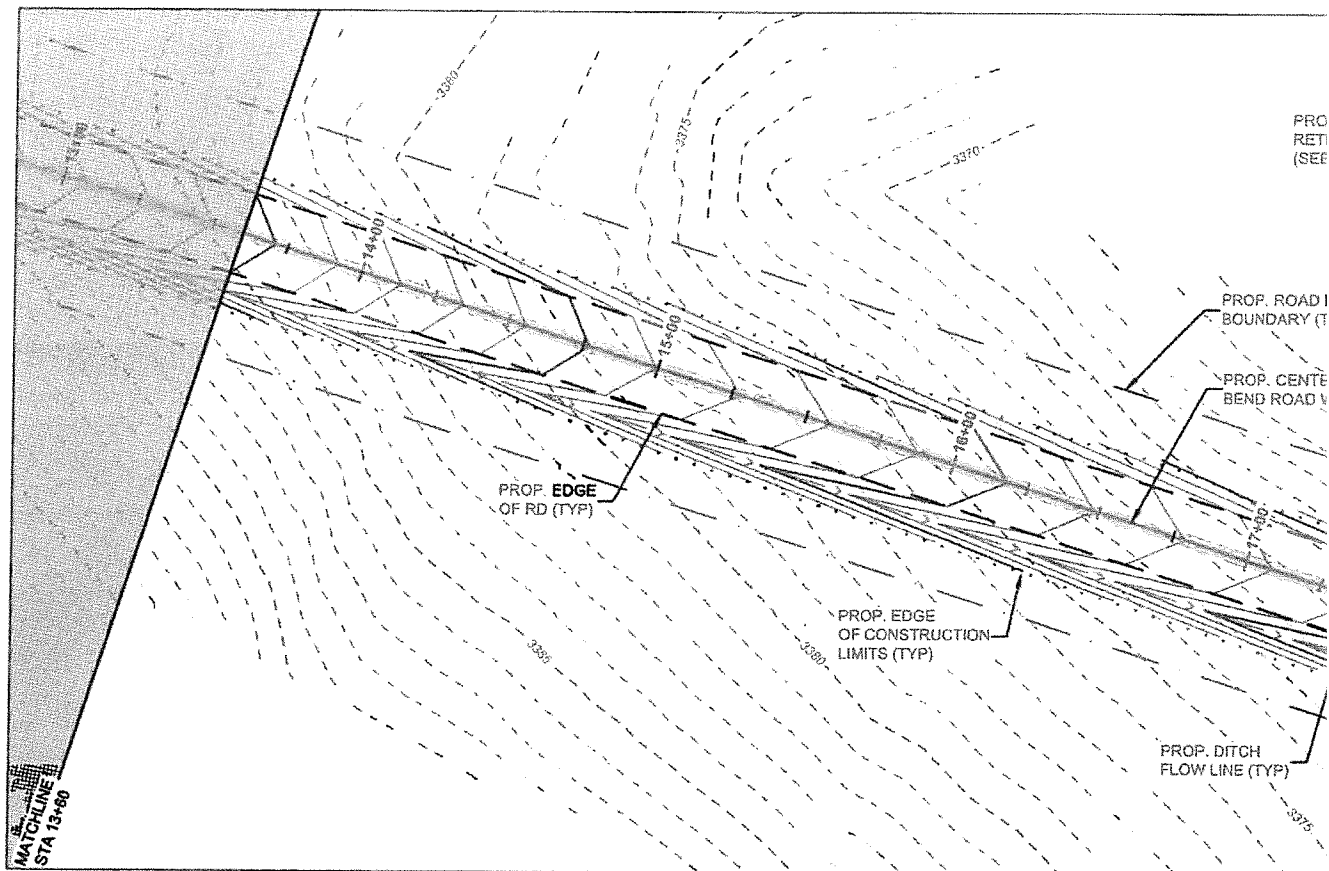 3380
3375
3370
PRO
RET
(SEE
13+00
14+00
15+00
16+00
17+00
PROP. ROAD
BOUNDARY (T
PROP. CENTE
BEND ROAD
PROP. EDGE
OF RD (TYP)
PROP. EDGE
OF CONSTRUCTION
LIMITS (TYP)
3385
3380
PROP. DITCH
FLOW LINE (TYP)
3375
MATCHLINE
STA 13+60